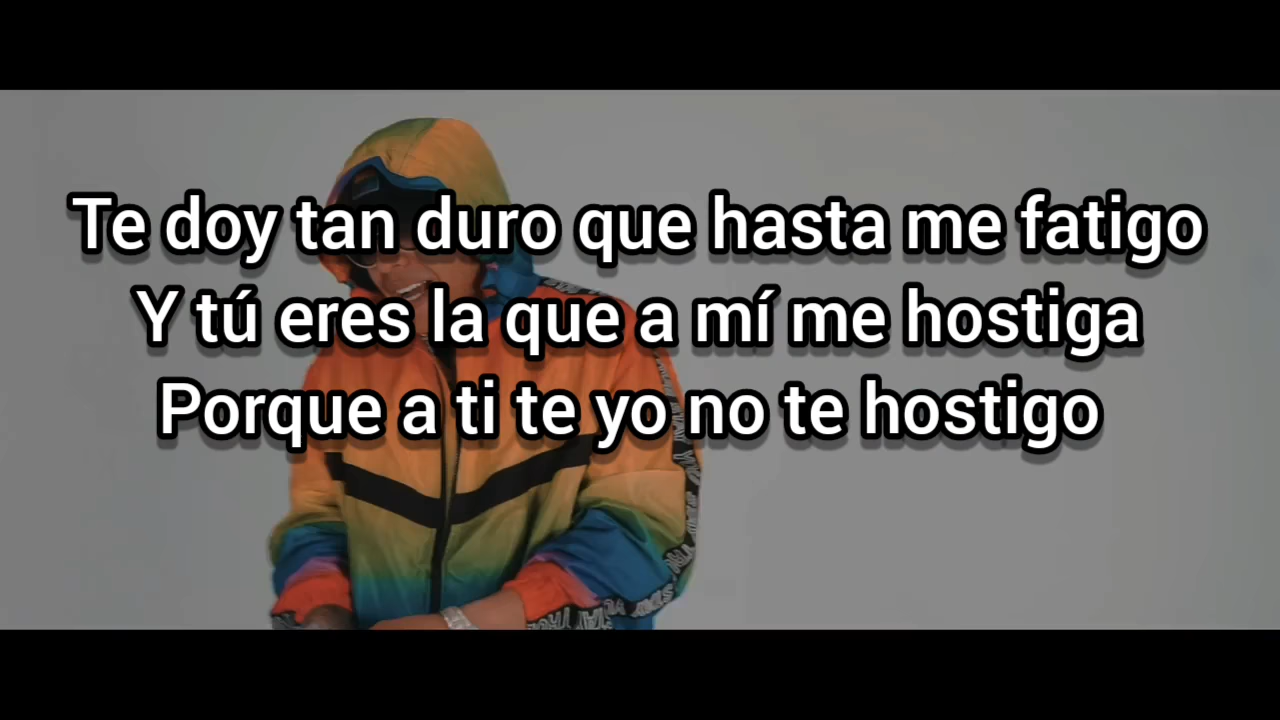 Te doy tan duro que hasta me fatigo
Y tú eres la que a mí me hostiga
Porque a ti te yo no te hostigo